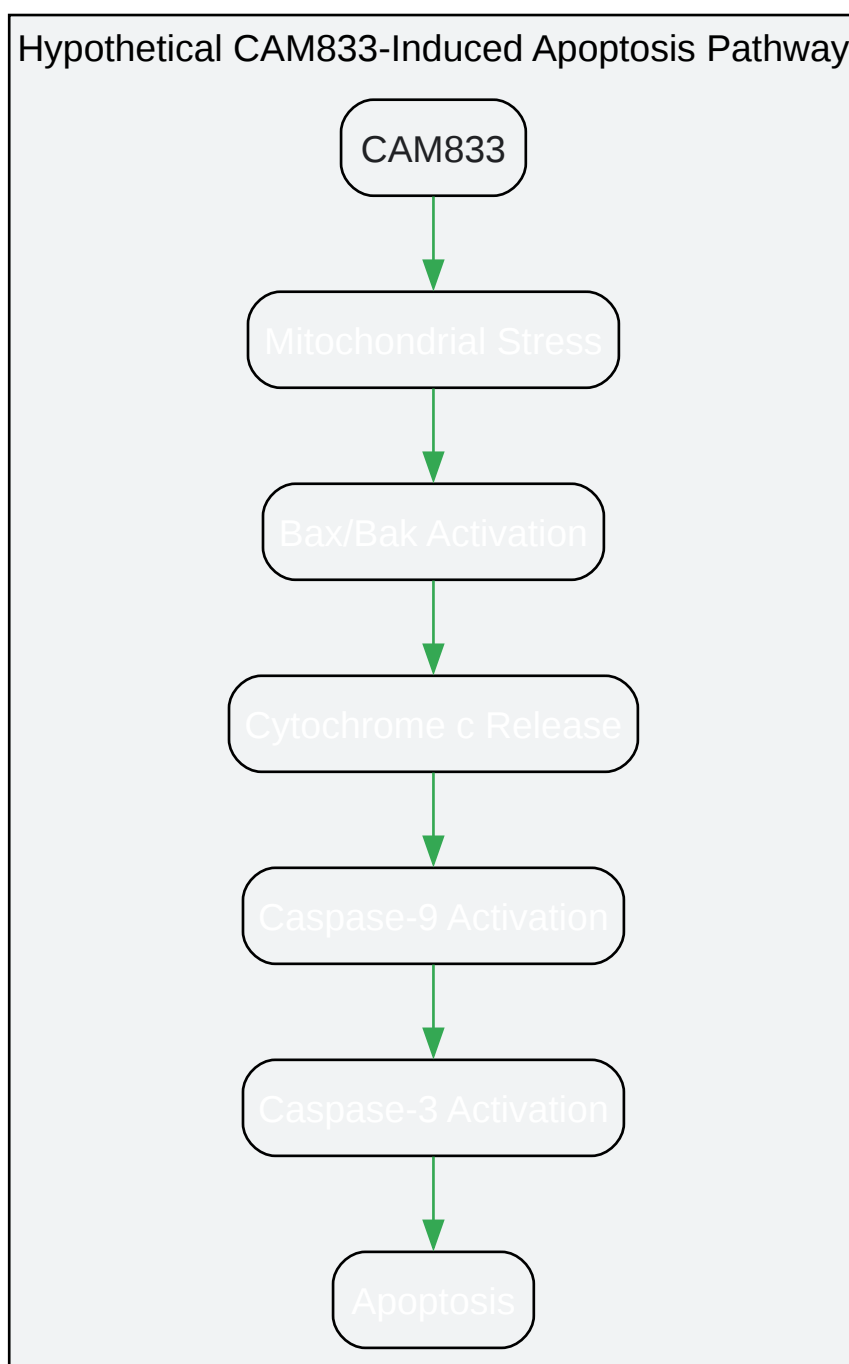 Hypothetical CAM833-Induced Apoptosis Pathway
CAM833
Mitochondrial Stress
Bax/Bak Activation
Cytochrome c Release
Caspase-9 Activation
Caspase-3 Activation
Apoptosis